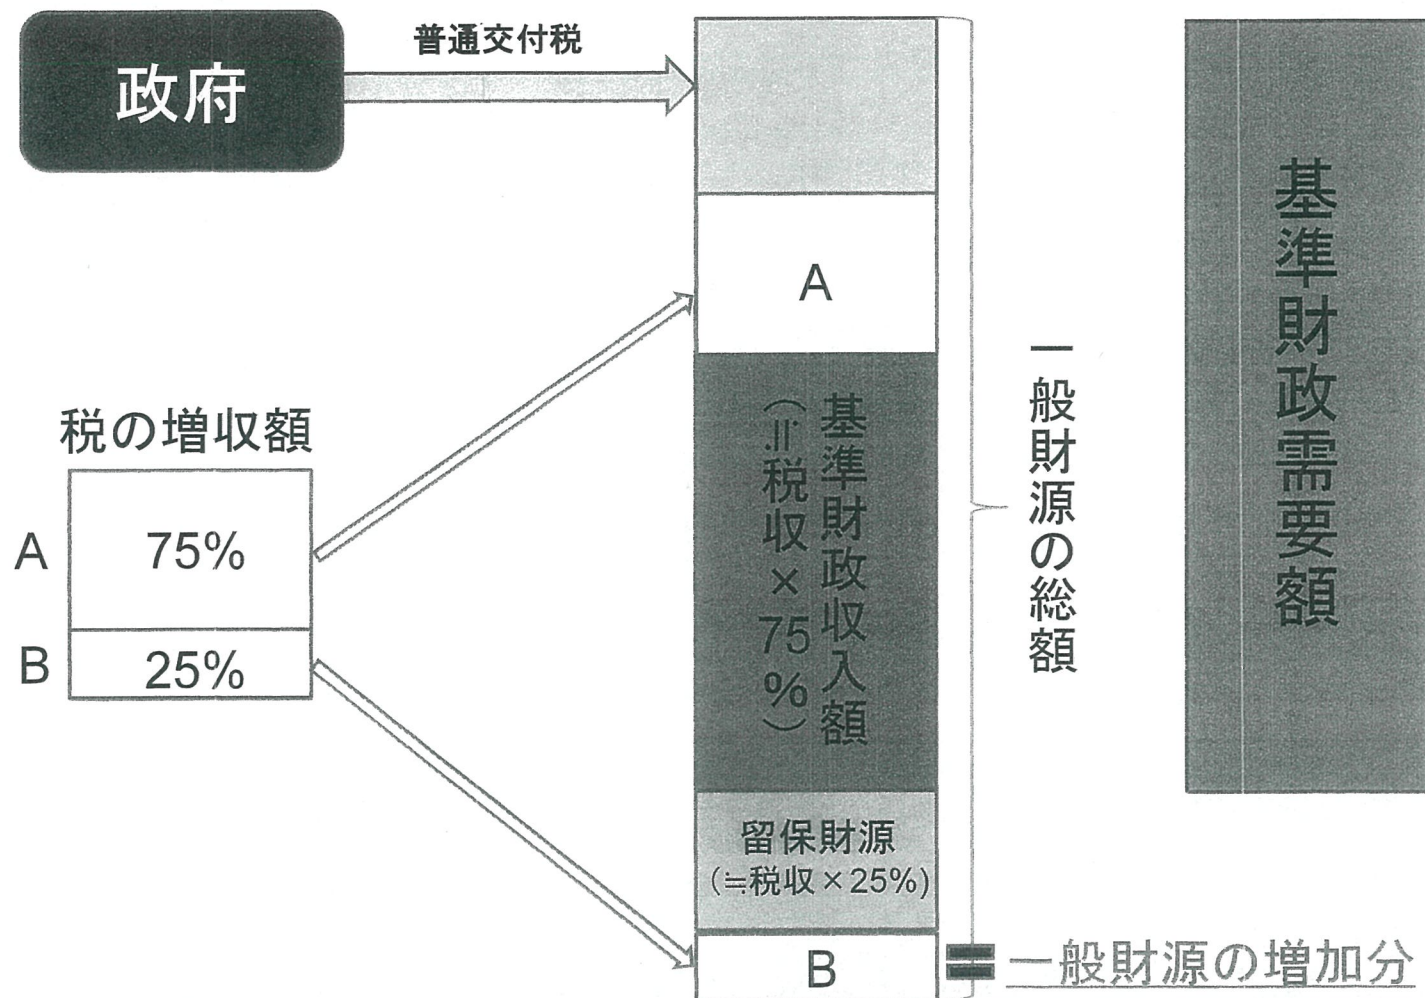 政府
普通交付税
税の増収額
A
75%
B
25%
A
基準財政収入額
(≒税収×75%)
留保財源
(≒税収×25%)
B
一般財源の総額
=一般財源の増加分
基準財政需要額